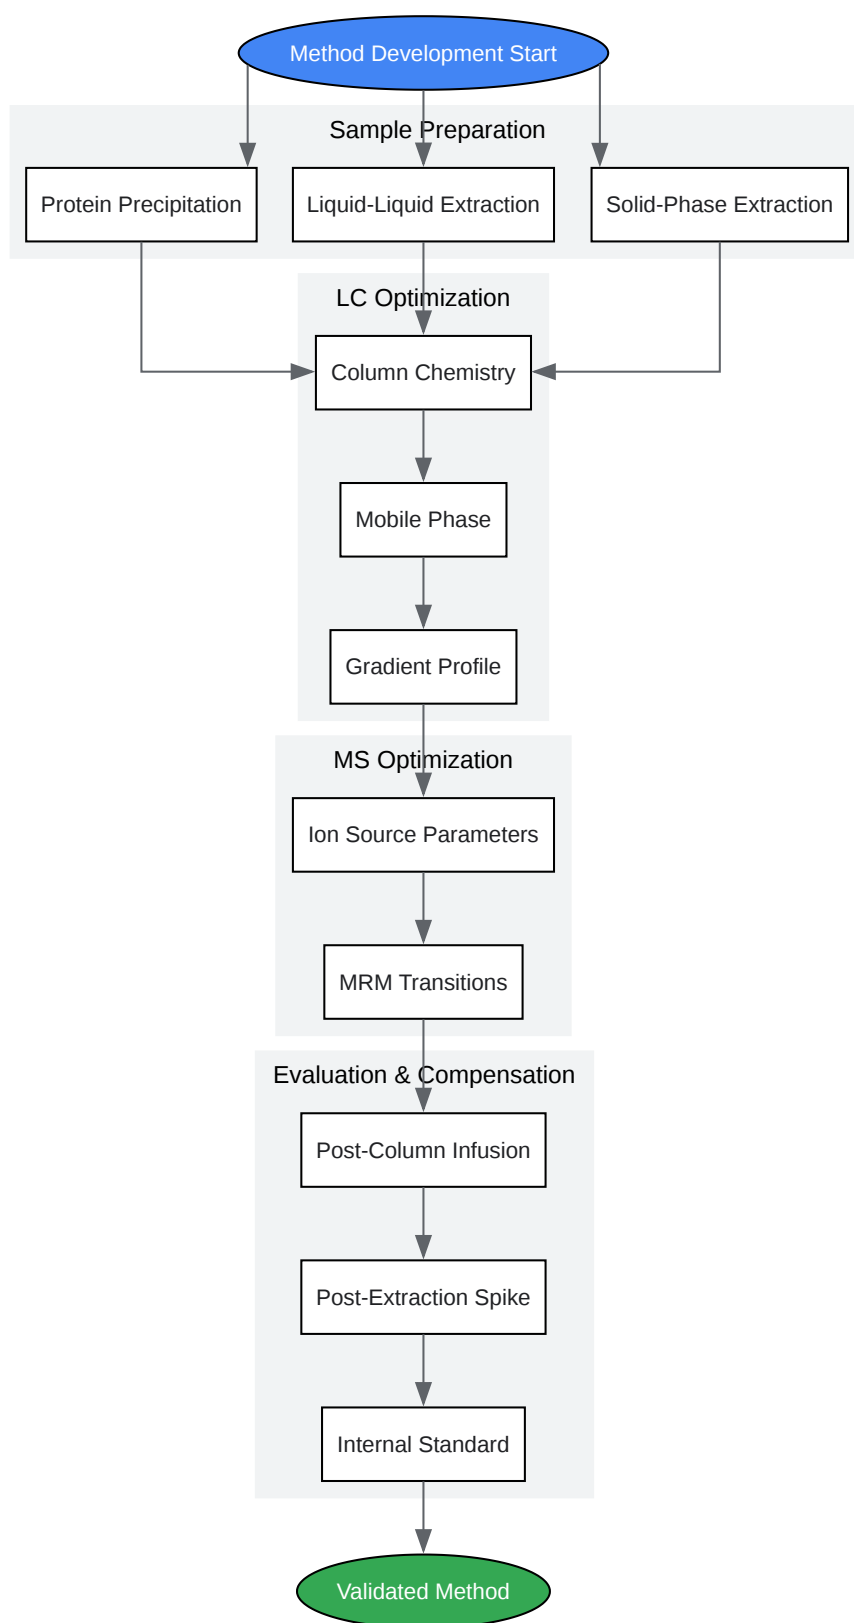 Method Development Start
Sample Preparation
Protein Precipitation
Liquid-Liquid Extraction
Solid-Phase Extraction
LC Optimization
Column Chemistry
Mobile Phase
Gradient Profile
MS Optimization
Ion Source Parameters
MRM Transitions
Evaluation & Compensation
Post-Column Infusion
Post-Extraction Spike
Internal Standard
Validated Method